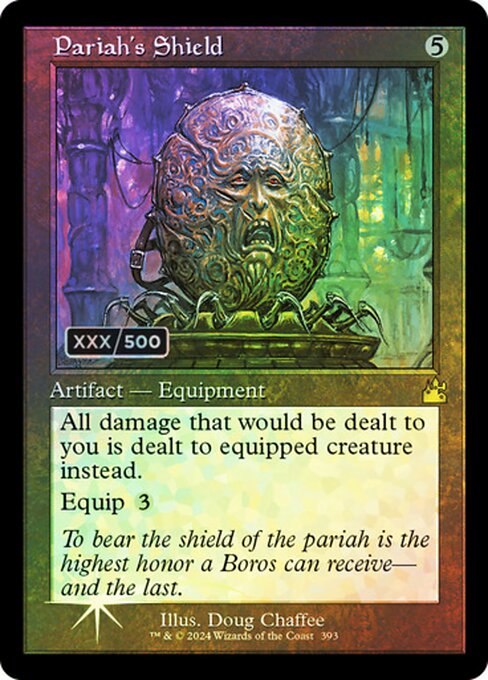 Pariah's Shield 5
XXX/500
Artifact — Equipment
All damage that would be dealt to
you is dealt to equipped creature
instead.
Equip 3
To bear the shield of the pariah is the
highest honor a Boros can receive—
and the last.
Illus. Doug Chaffee
™ & © 2024 Wizards of the Coast 393